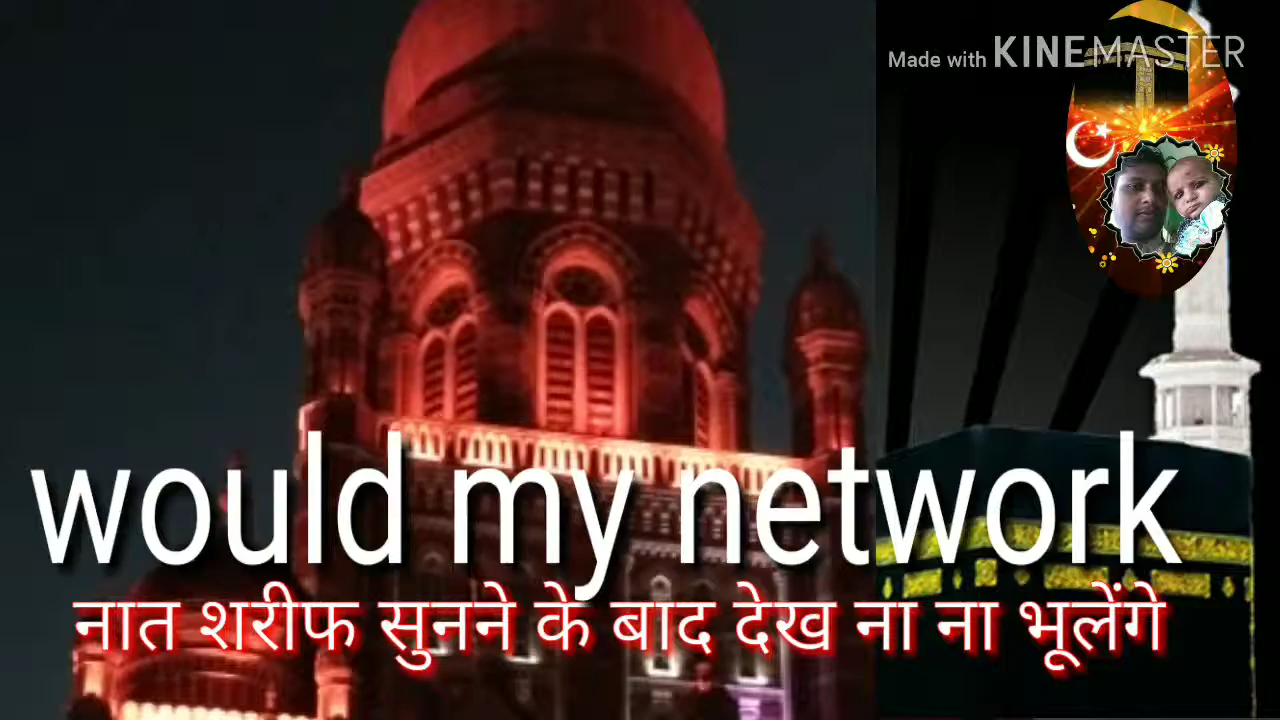 Made with KINEMASTER
would my network
नात शरीफ सुनने के बाद देख ना ना भूलेंगे